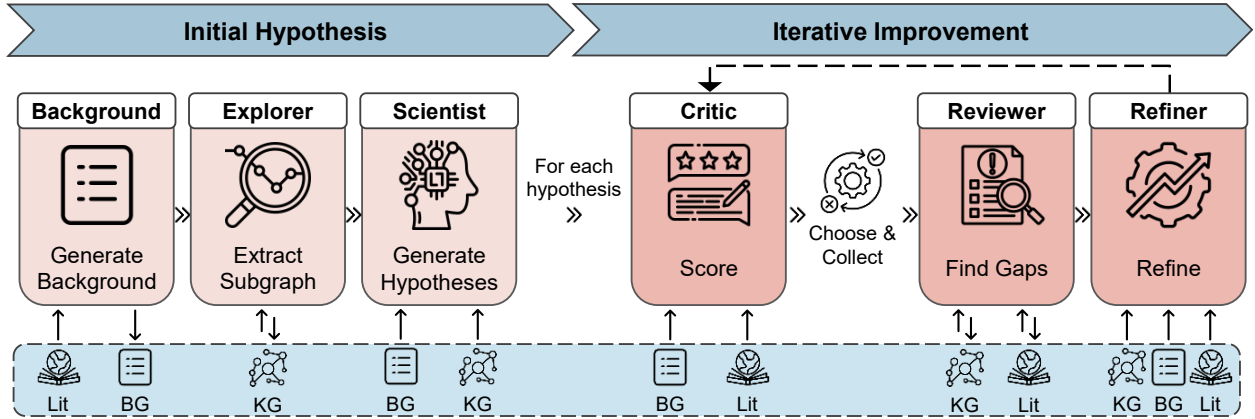 Initial Hypothesis
Iterative Improvement
Background
Explorer
Scientist
Critic
Reviewer
Refiner
For each
hypothesis
Choose &
Collect
Generate
Background
Extract
Subgraph
Generate
Hypotheses
Score
Find Gaps
Refine
Lit
BG
KG
BG
KG
BG
Lit
KG
Lit
KG
BG
Lit